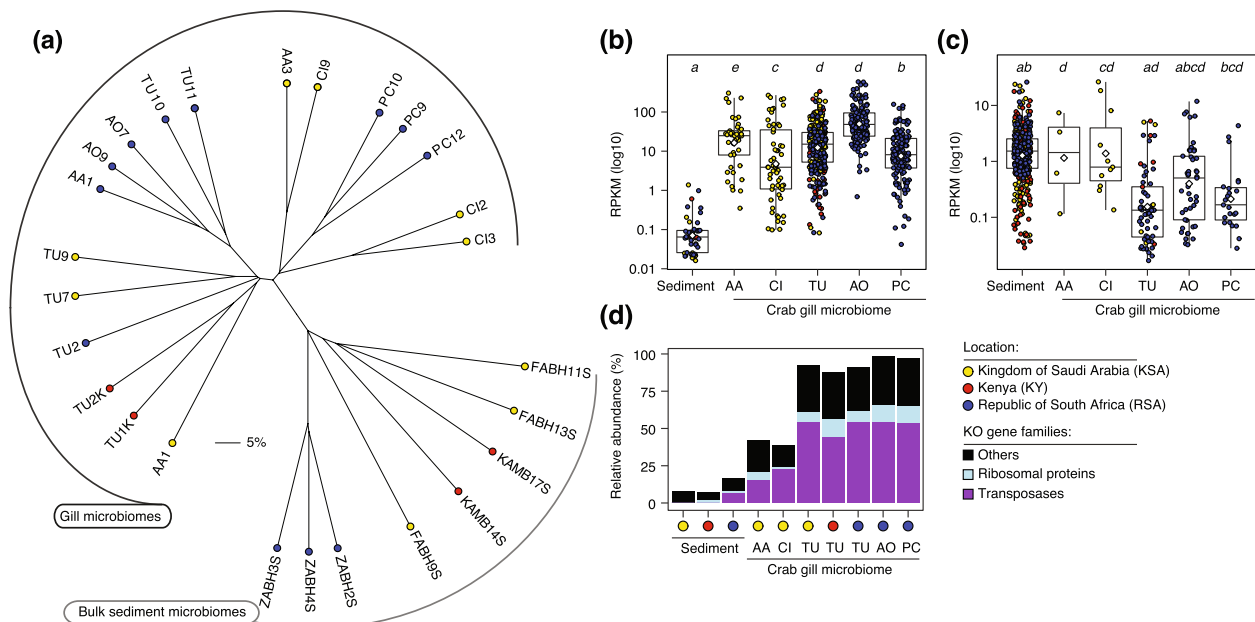 (a)
AA3
CI9
PC10
PC9
PC12
CI2
CI3
TU11
TU10
AO7
AO9
AA1
TU9
TU7
TU2
TU2K
TU1K
AA1
5%
Gill microbiomes
FABH11S
FABH13S
KAMB17S
KAMB14S
FABH9S
ZABH2S
ZABH4S
ZABH3S
Bulk sediment microbiomes
(b)
a e c d d b
RPKM (log10)
100
10
1
0.1
0.01
Sediment AA CI TU AO PC
Crab gill microbiome
(c)
ab d cd ad abcd bcd
RPKM (log10)
10
1
0.1
Sediment AA CI TU AO PC
Crab gill microbiome
(d)
Relative abundance (%)
100
75
50
25
0
Sediment AA CI TU TU TU AO PC
Crab gill microbiome
Location:
Kingdom of Saudi Arabia (KSA)
Kenya (KY)
Republic of South Africa (RSA)
KO gene families:
Others
Ribosomal proteins
Transposases